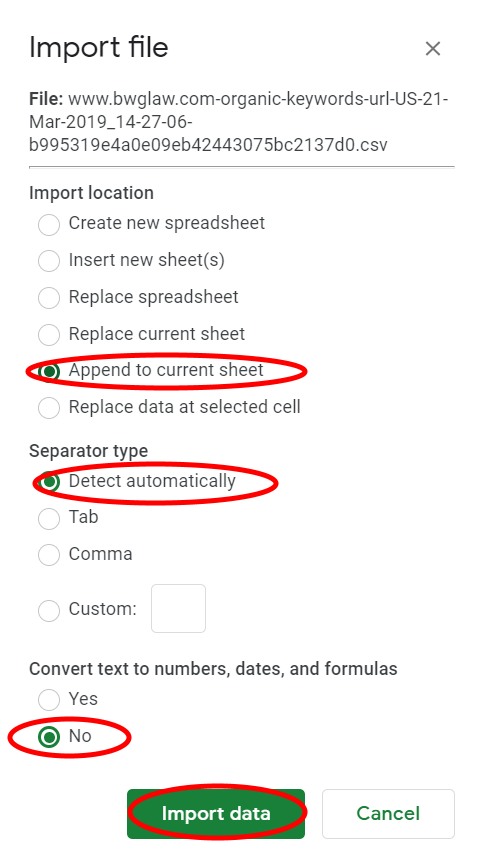 Import file
File: www.bwglaw.com-organic-keywords-url-US-21-
Mar-2019_14-27-06-
b995319e4a0e09eb42443075bc2137d0.csv
Import location
Create new spreadsheet
Insert new sheet(s)
Replace spreadsheet
Replace current sheet
Append to current sheet
Replace data at selected cell
Separator type
Detect automatically
Tab
Comma
Custom:
Convert text to numbers, dates, and formulas
Yes
No
Import data Cancel